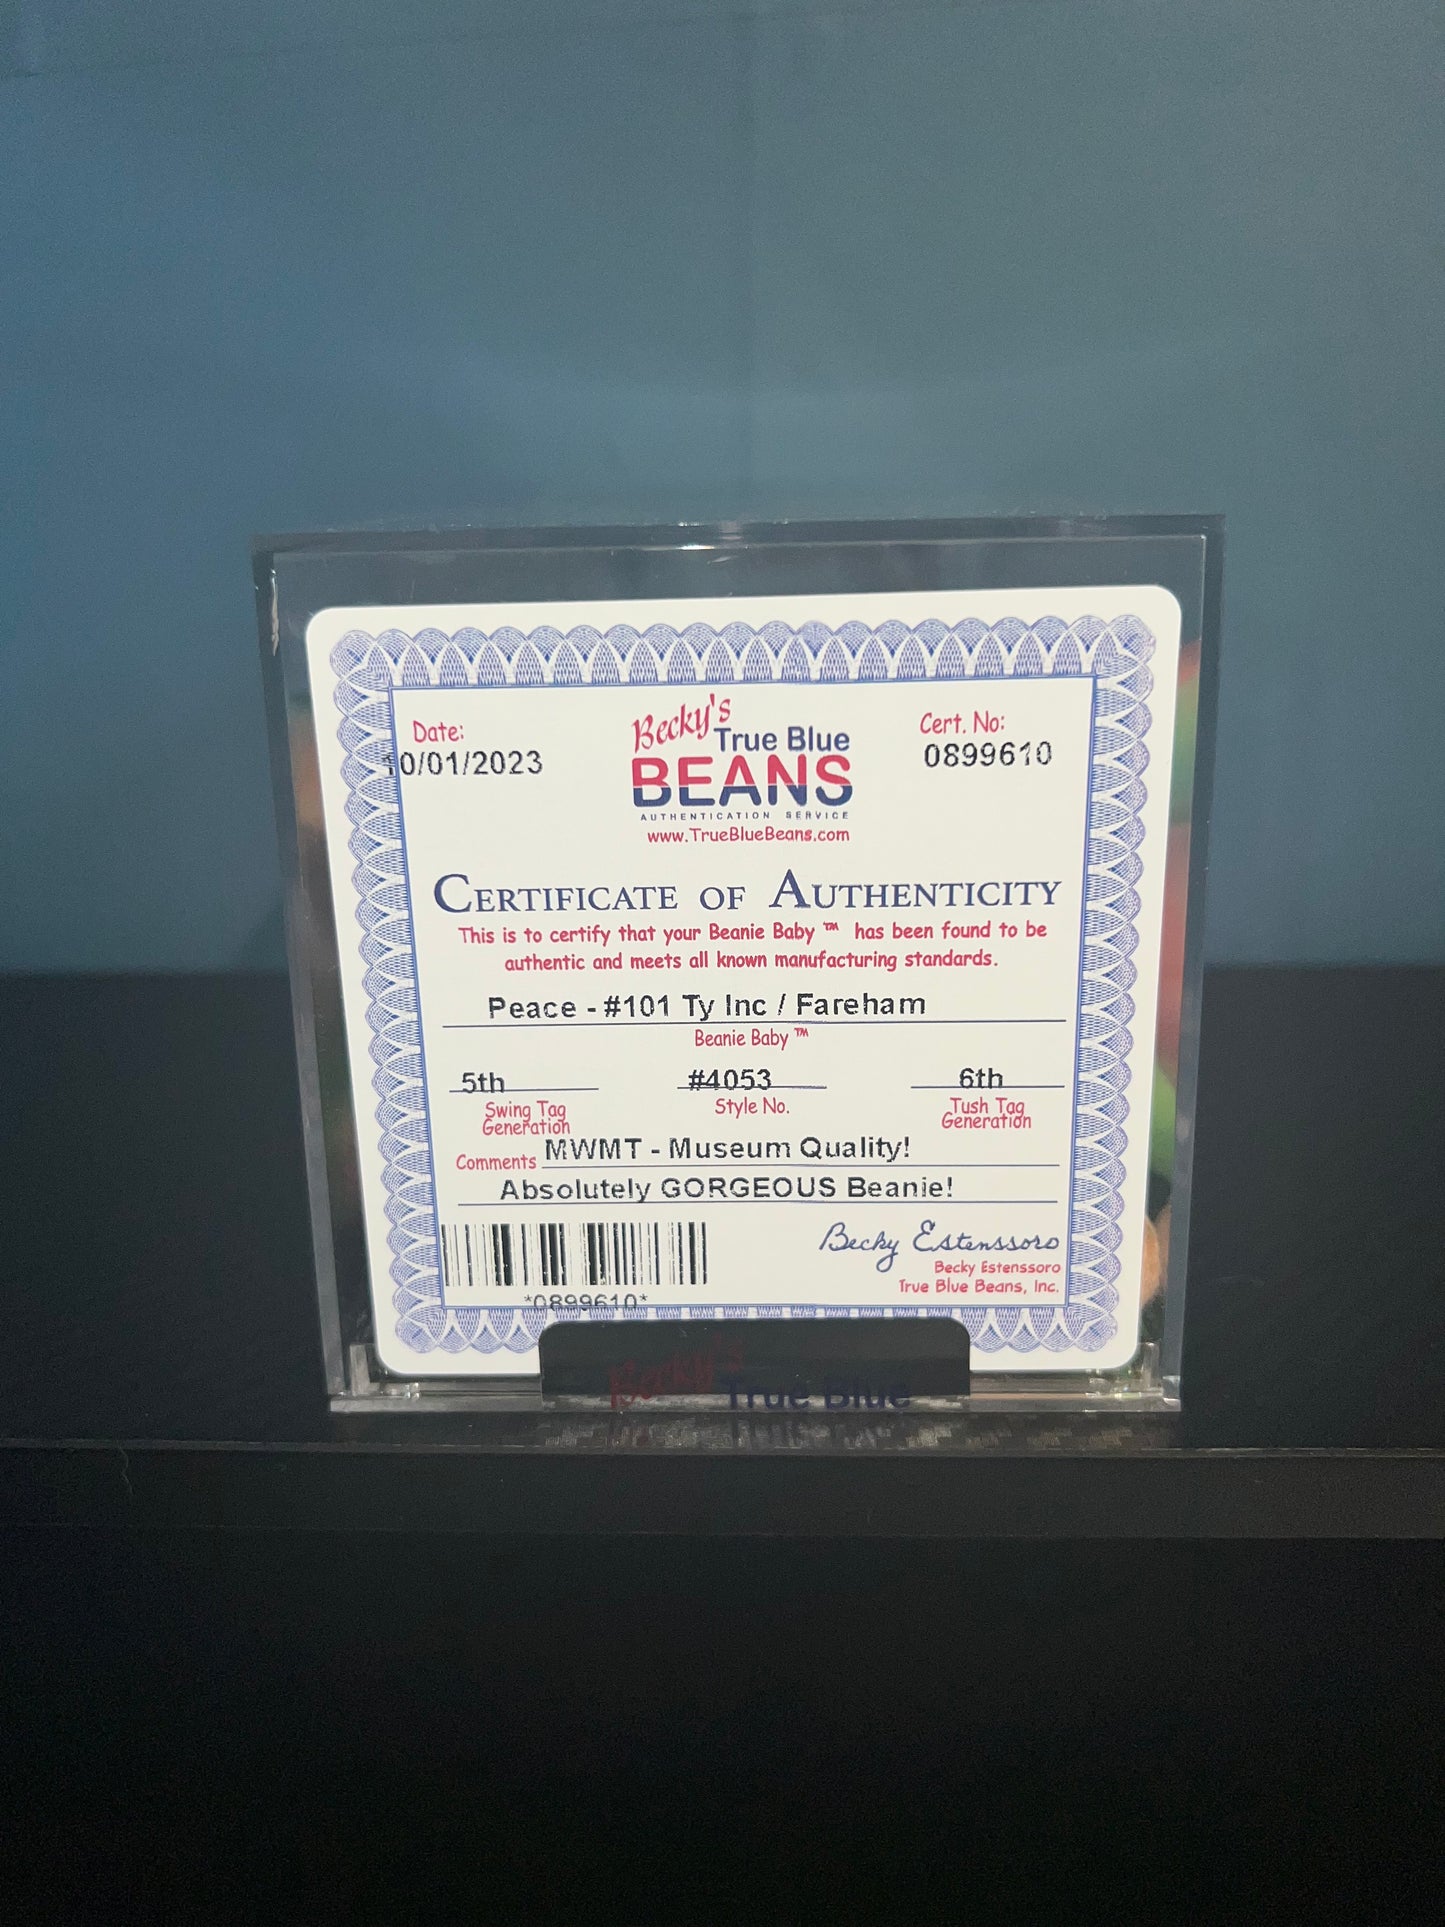 Date:
10/01/2023
Becky's
True Blue
BEANS
AUTHENTICATION SERVICE
www.TrueBlueBeans.com
Cert. No:
0899610
CERTIFICATE OF AUTHENTICITY
This is to certify that your Beanie Baby ™ has been found to be
authentic and meets all known manufacturing standards.
Peace - #101 Ty Inc / Fareham
Beanie Baby ™
5th
Swing Tag
Generation
#4053
Style No.
6th
Tush Tag
Generation
Comments MWMT - Museum Quality!
Absolutely GORGEOUS Beanie!
*0899610*
Becky Estenssoro
Becky Estenssoro
True Blue Beans, Inc.
Becky's
True Blue